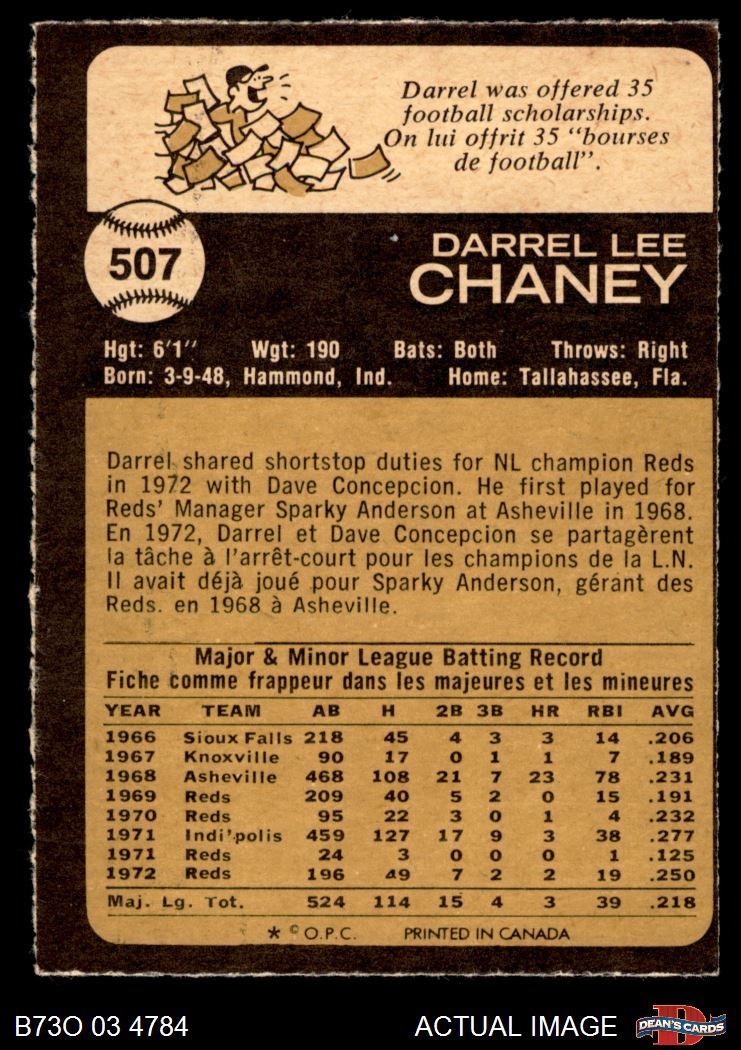 Darrel was offered 35
football scholarships.
On lui offrit 35 "bourses
de football".
507
DARREL LEE
CHANEY
Hgt: 6'1" Wgt: 190 Bats: Both Throws: Right
Born: 3-9-48, Hammond, Ind. Home: Tallahassee, Fla.
Darrel shared shortstop duties for NL champion Reds
in 1972 with Dave Concepcion. He first played for
Reds' Manager Sparky Anderson at Asheville in 1968.
En 1972, Darrel et Dave Concepcion se partagèrent
la tâche à l'arrêt-court pour les champions de la L.N.
Il avait déjà joué pour Sparky Anderson, gérant des
Reds. en 1968 à Asheville.
Major & Minor League Batting Record
Fiche comme frappeur dans les majeures et les mineures
YEAR TEAM AB H 2B 3B HR RBI AVG
1966 Sioux Falls 218 45 4 3 3 14 .206
1967 Knoxville 90 17 0 1 1 7 .189
1968 Asheville 468 108 21 7 23 78 .231
1969 Reds 209 40 5 2 0 15 .191
1970 Reds 95 22 3 0 1 4 .232
1971 Indi'polis 459 127 17 9 3 38 .277
1971 Reds 24 3 0 0 0 1 .125
1972 Reds 196 49 7 2 2 19 .250
Maj. Lg. Tot. 524 114 15 4 3 39 .218
* © O.P.C. PRINTED IN CANADA
B73O 03 4784 ACTUAL IMAGE DEAN'S CARDS